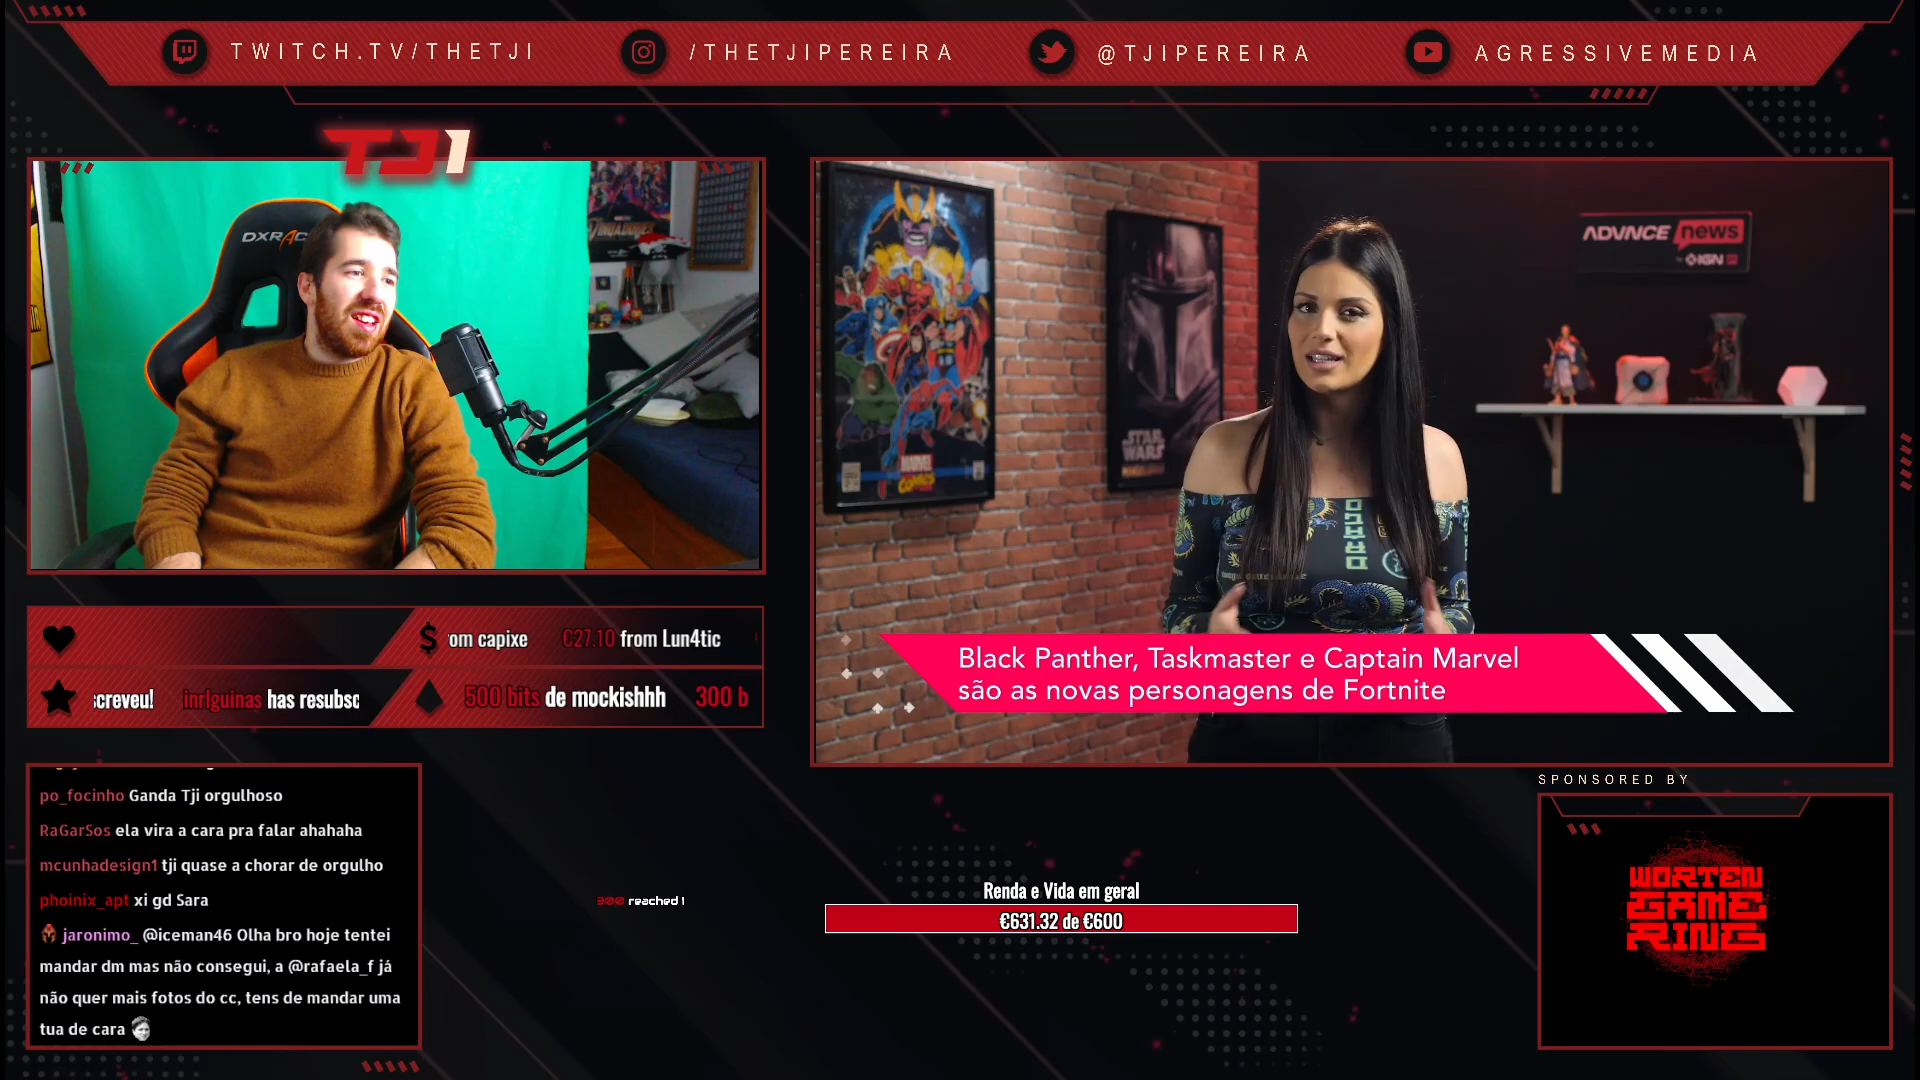 TWITCH.TV/THETJI
/THETJIPEREIRA
@TJIPEREIRA
AGRESSIVEMEDIA
TJ1
DXRAC
ADVNCE news
IGN
MARVEL
COMICS
STAR
WARS
Black Panther, Taskmaster e Captain Marvel
são as novas personagens de Fortnite
om capixe €27.10 from Lun4tic
screveu! inrlguinas has resubsc
500 bits de mockishhh 300 b
po_focinho Ganda Tji orgulhoso
RaGarSos ela vira a cara pra falar ahahaha
mcunhadesign1 tji quase a chorar de orgulho
phoinix_apt xi gd Sara
jaronimo_ @iceman46 Olha bro hoje tentei
mandar dm mas não consegui, a @rafaela_f já
não quer mais fotos do cc, tens de mandar uma
tua de cara
300 reached!
Renda e Vida em geral
€631.32 de €600
SPONSORED BY
WORTEN
GAME
RING